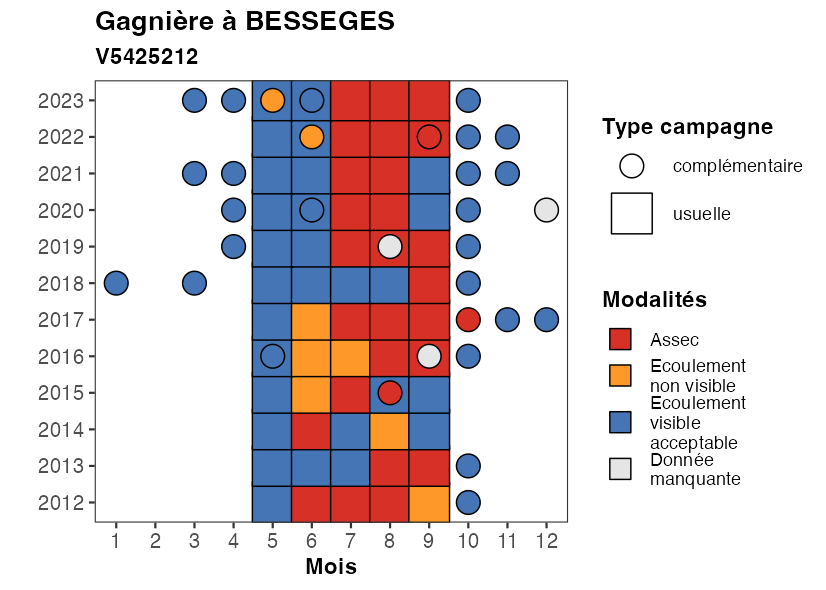 Gagnière à BESSEGES
V5425212
2023
2022
2021
2020
2019
2018
2017
2016
2015
2014
2013
2012
1 2 3 4 5 6 7 8 9 10 11 12
Mois
Type campagne
complémentaire
usuelle
Modalités
Assec
Ecoulement
non visible
Ecoulement
visible
acceptable
Donnée
manquante